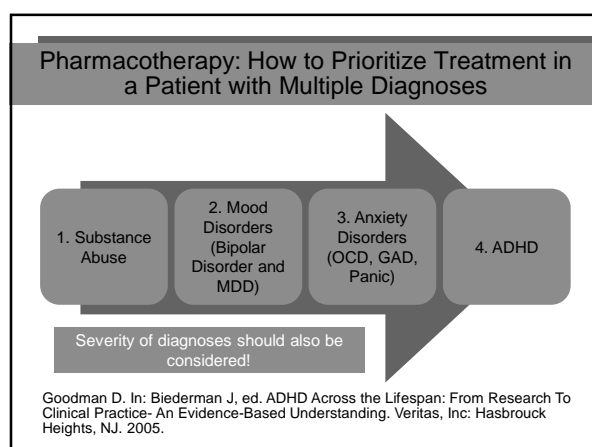 Pharmacotherapy: How to Prioritize Treatment in
a Patient with Multiple Diagnoses
1. Substance
Abuse
2. Mood
Disorders
(Bipolar
Disorder and
MDD)
3. Anxiety
Disorders
(OCD, GAD,
Panic)
4. ADHD
Severity of diagnoses should also be
considered!
Goodman D. In: Biederman J, ed. ADHD Across the Lifespan: From Research To
Clinical Practice- An Evidence-Based Understanding. Veritas, Inc: Hasbrouck
Heights, NJ. 2005.